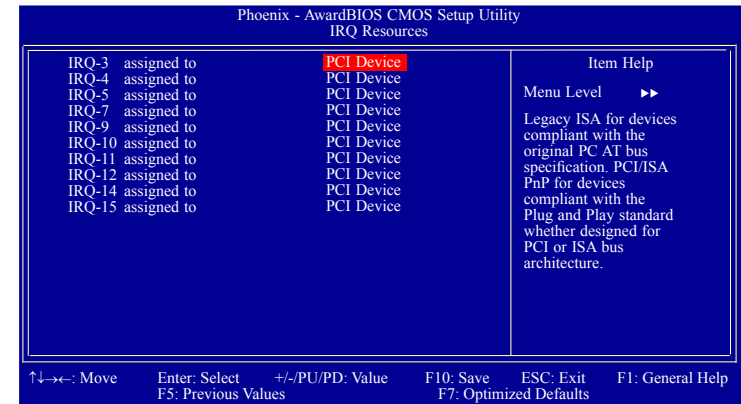 Phoenix - AwardBIOS CMOS Setup Utility
IRQ Resources
IRQ-3 assigned to PCI Device
IRQ-4 assigned to PCI Device
IRQ-5 assigned to PCI Device
IRQ-7 assigned to PCI Device
IRQ-9 assigned to PCI Device
IRQ-10 assigned to PCI Device
IRQ-11 assigned to PCI Device
IRQ-12 assigned to PCI Device
IRQ-14 assigned to PCI Device
IRQ-15 assigned to PCI Device
Item Help
Menu Level ▶▶
Legacy ISA for devices
compliant with the
original PC AT bus
specification. PCI/ISA
PnP for devices
compliant with the
Plug and Play standard
whether designed for
PCI or ISA bus
architecture.
↑↓→←: Move Enter: Select +/-/PU/PD: Value F10: Save ESC: Exit F1: General Help
F5: Previous Values F7: Optimized Defaults